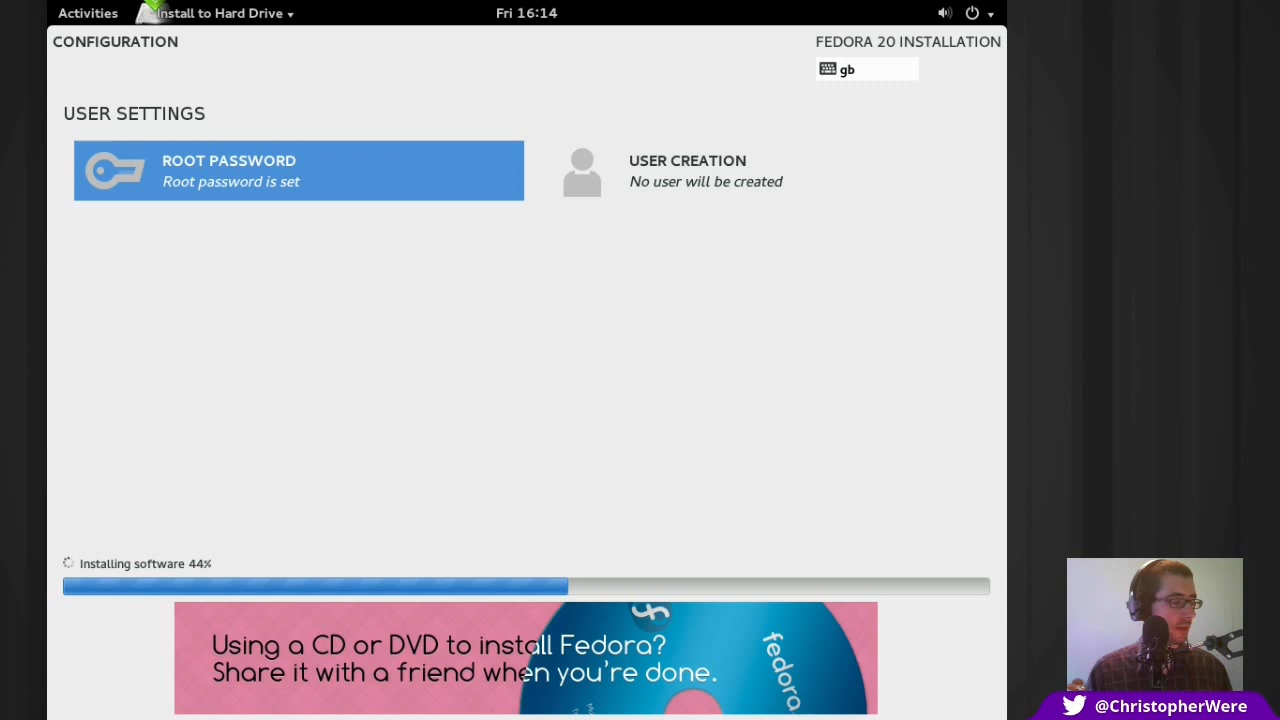 Activities
Install to Hard Drive
Fri 16:14
CONFIGURATION
FEDORA 20 INSTALLATION
gb
USER SETTINGS
ROOT PASSWORD
Root password is set
USER CREATION
No user will be created
Installing software 44%
Using a CD or DVD to install Fedora?
Share it with a friend when you're done.
fedora
@ChristopherWere